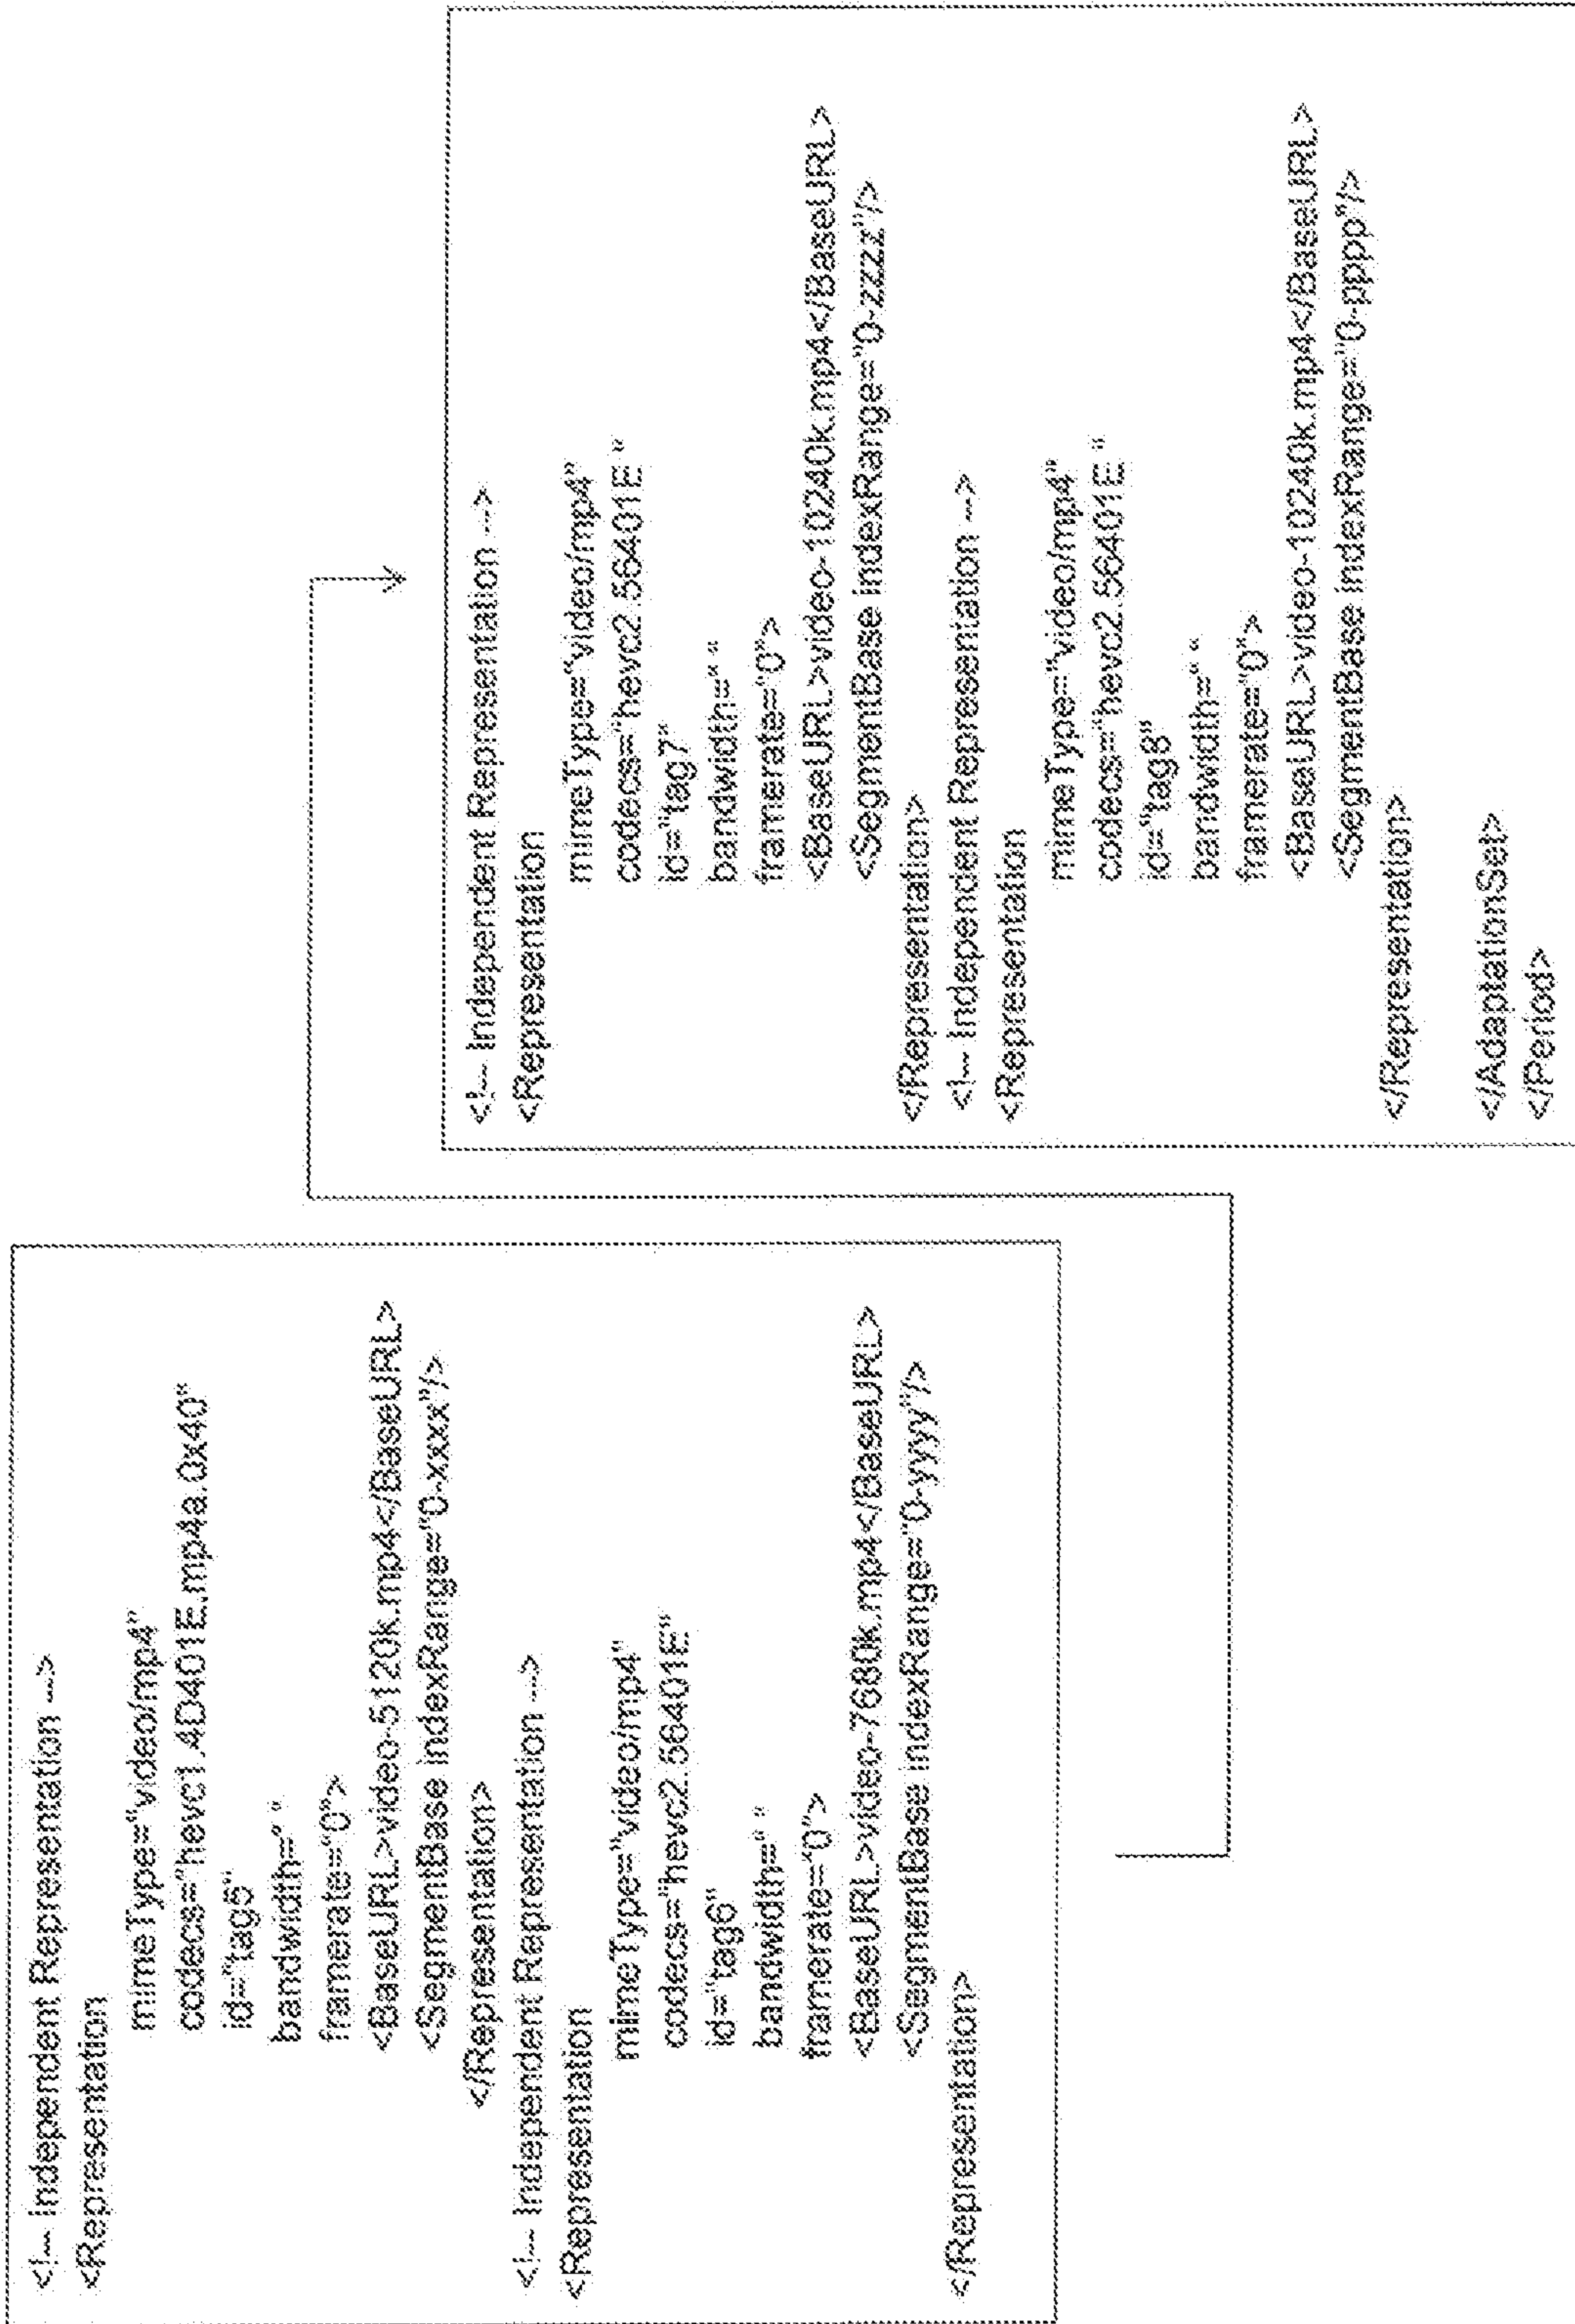 <!-- Independent Representation -->
<Representation
mimeType="video/mp4"
codecs="hevc1.4D401E.mp4a.0x40"
id="tag5"
bandwidth=" "
framerate="0">
<BaseURL>video-5120k.mp4</BaseURL>
<SegmentBase indexRange="0-xxxx"/>
</Representation>
<!-- Independent Representation -->
<Representation
mimeType="video/mp4"
codecs="hevc2.56401E"
id="tag6"
bandwidth=" "
framerate="0">
<BaseURL>video-7680k.mp4</BaseURL>
<SegmentBase indexRange="0-yyyy"/>
</Representation>
<!-- Independent Representation -->
<Representation
mimeType="video/mp4"
codecs="hevc2.56401E "
id="tag7"
bandwidth=" "
framerate="0">
<BaseURL>video-10240k.mp4</BaseURL>
<SegmentBase indexRange="0-zzzz"/>
</Representation>
<!-- Independent Representation -->
<Representation
mimeType="video/mp4"
codecs="hevc2.56401E "
id="tag8"
bandwidth=" "
framerate="0">
<BaseURL>video-10240k.mp4</BaseURL>
<SegmentBase indexRange="0-pppp"/>
</Representation>
</AdaptationSet>
</Period>